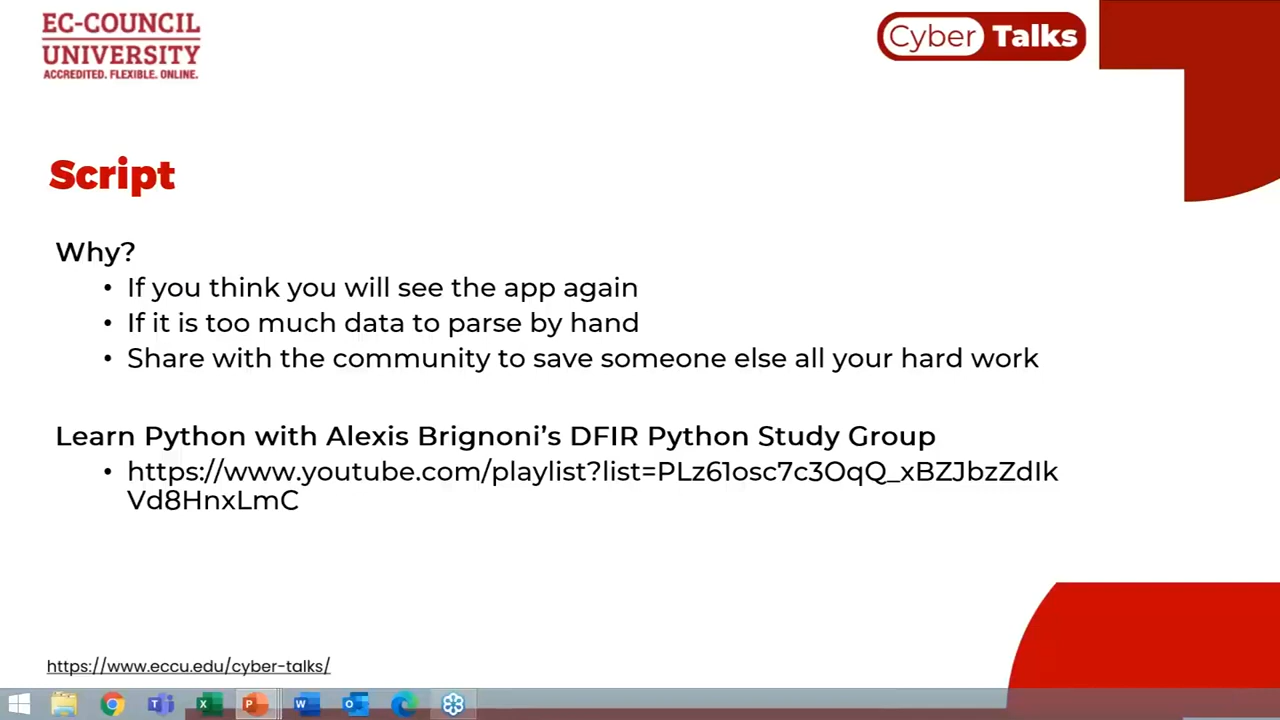 EC-COUNCIL
UNIVERSITY
ACCREDITED. FLEXIBLE. ONLINE.
Cyber Talks
Script
Why?
• If you think you will see the app again
• If it is too much data to parse by hand
• Share with the community to save someone else all your hard work
Learn Python with Alexis Brignoni’s DFIR Python Study Group
• https://www.youtube.com/playlist?list=PLz61osc7c3OqQ_xBZJbzZdIk
Vd8HnxLmC
https://www.eccu.edu/cyber-talks/